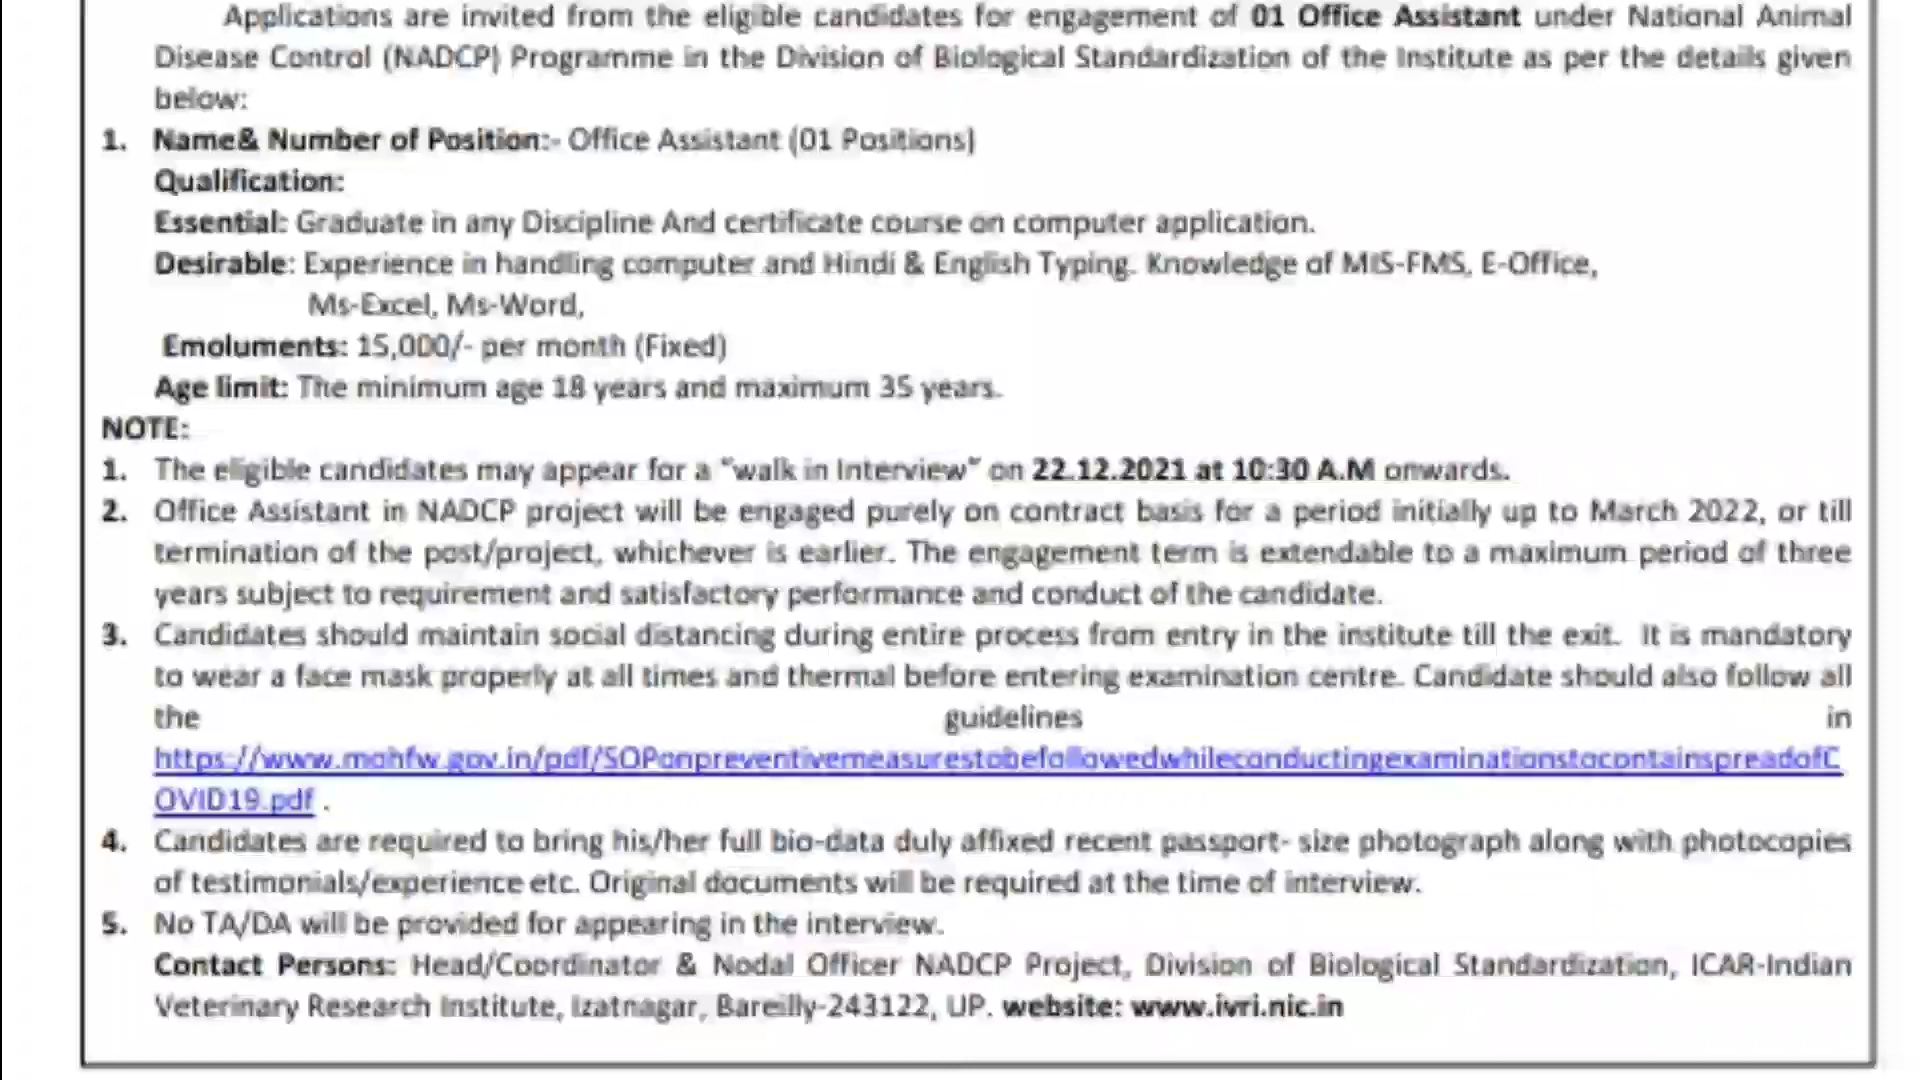 Applications are invited from the eligible candidates for engagement of 01 Office Assistant under National Animal
Disease Control (NADCP) Programme in the Division of Biological Standardization of the Institute as per the details given
below:
1. Name& Number of Position:- Office Assistant (01 Positions)
Qualification:
Essential: Graduate in any Discipline And certificate course on computer application.
Desirable: Experience in handling computer and Hindi & English Typing. Knowledge of MIS-FMS, E-Office,
Ms-Excel, Ms-Word,
Emoluments: 15,000/- per month (Fixed)
Age limit: The minimum age 18 years and maximum 35 years.
NOTE:
1. The eligible candidates may appear for a "walk in Interview" on 22.12.2021 at 10:30 A.M onwards.
2. Office Assistant in NADCP project will be engaged purely on contract basis for a period initially up to March 2022, or till
termination of the post/project, whichever is earlier. The engagement term is extendable to a maximum period of three
years subject to requirement and satisfactory performance and conduct of the candidate.
3. Candidates should maintain social distancing during entire process from entry in the institute till the exit. It is mandatory
to wear a face mask properly at all times and thermal before entering examination centre. Candidate should also follow all
the guidelines in
https://www.mohfw.gov.in/pdf/SOPonpreventivemeasurestobefollowedwhileconductingexaminationstocontainspreadofC
OVID19.pdf .
4. Candidates are required to bring his/her full bio-data duly affixed recent passport- size photograph along with photocopies
of testimonials/experience etc. Original documents will be required at the time of interview.
5. No TA/DA will be provided for appearing in the interview.
Contact Persons: Head/Coordinator & Nodal Officer NADCP Project, Division of Biological Standardization, ICAR-Indian
Veterinary Research Institute, Izatnagar, Bareilly-243122, UP. website: www.ivri.nic.in